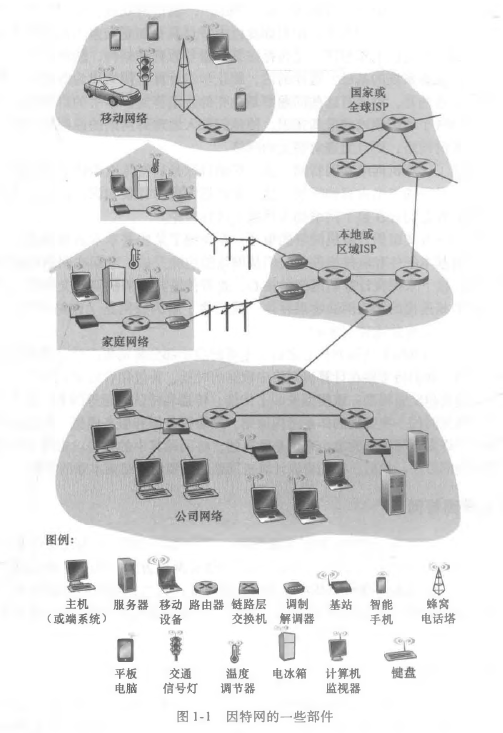 移动网络
国家或
全球ISP
本地或
区域ISP
家庭网络
公司网络
图例：
主机
（或端系统）
服务器
移动
设备
路由器
链路层
交换机
调制
解调器
基站
智能
手机
蜂窝
电话塔
平板
电脑
交通
信号灯
温度
调节器
电冰箱
计算机
监视器
键盘
图1-1 因特网的一些部件